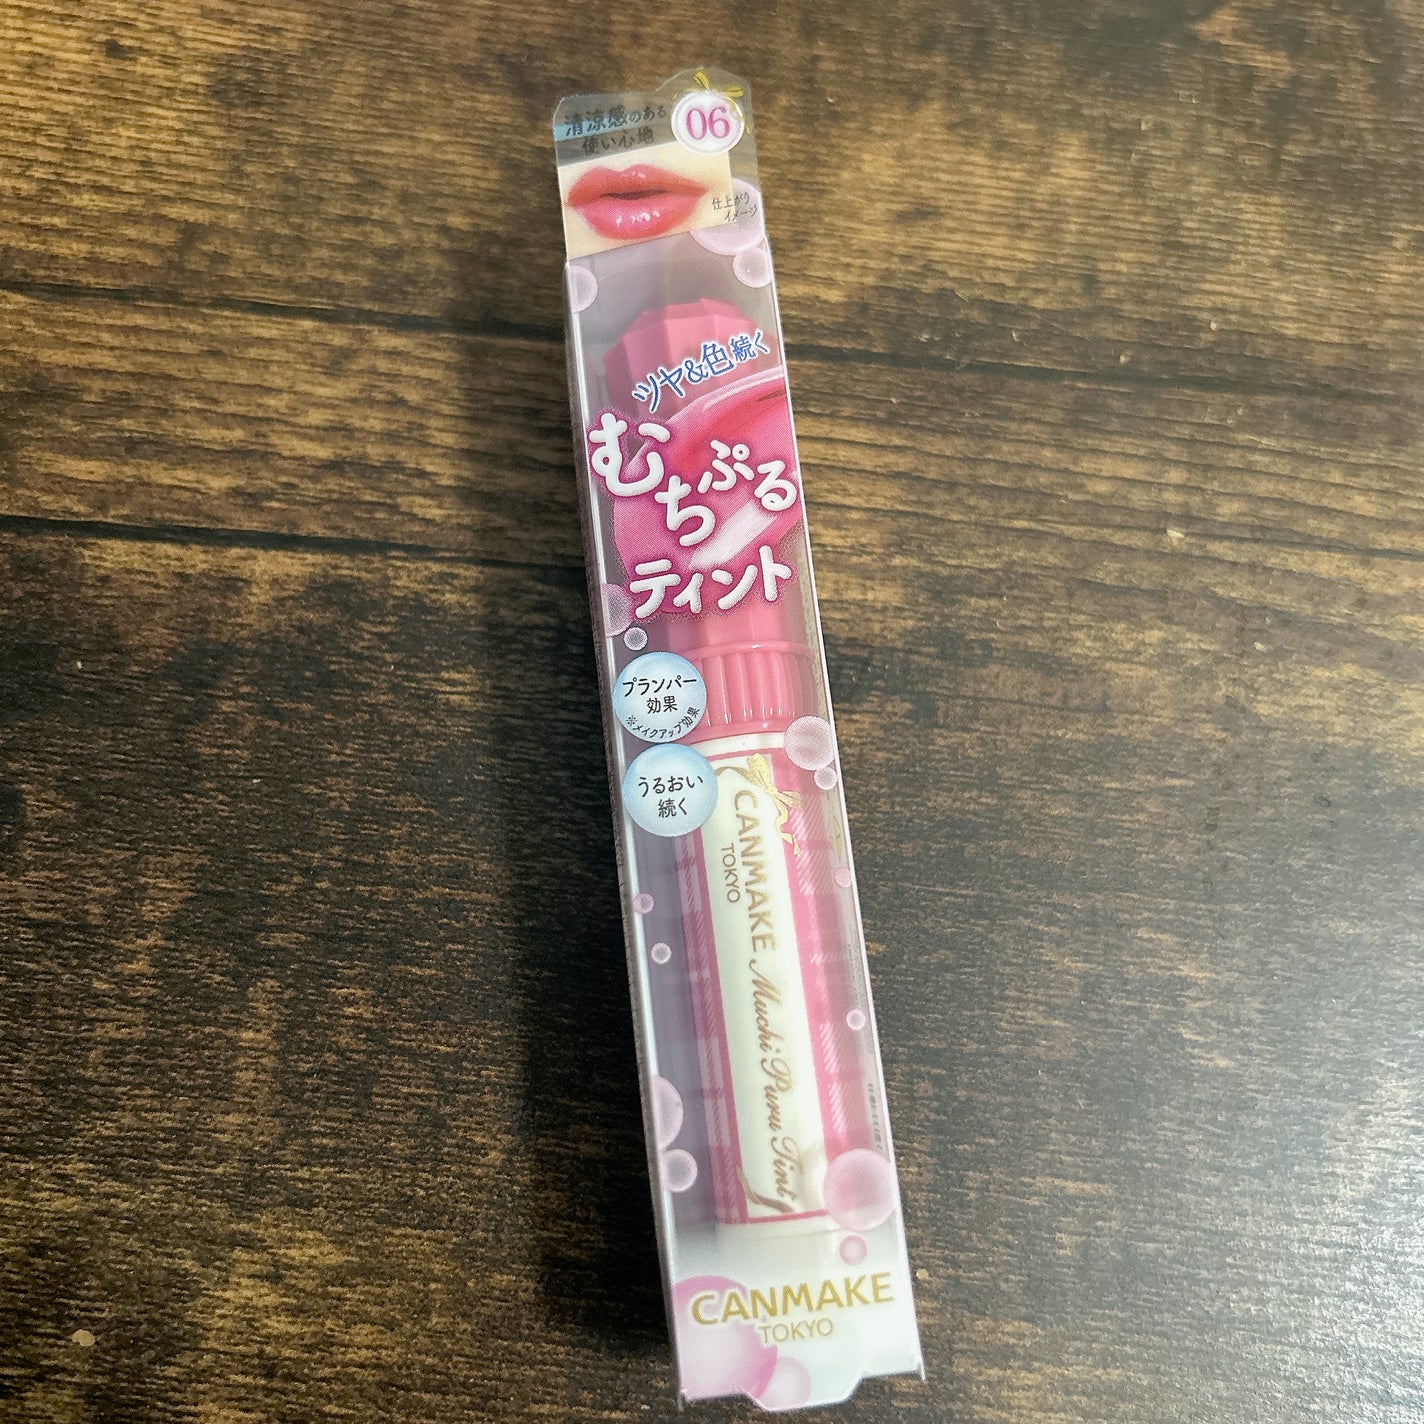 清涼感のある
使い心地
06
仕上がり
イメージ
ツヤ&色続く
むちぷる
ティント
プランパー
効果
※メイクアップ効果
うるおい
続く
CANMAKE
TOKYO
Muchi Puru Tint
CANMAKE
TOKYO